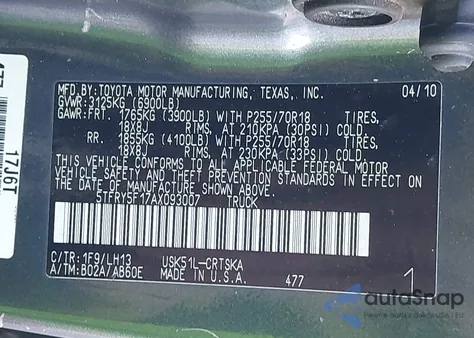 MFD. BY: TOYOTA MOTOR MANUFACTURING, TEXAS, INC. 04/10
GVWR: 3125KG (6900LB)
GAWR: FRT. 1765KG (3900LB) WITH P255/70R18 TIRES,
18X8J RIMS, AT 210KPA (30PSI) COLD
RR. 1855KG (4100LB) WITH P255/70R18 TIRES,
18X8J RIMS, AT 230KPA (33PSI) COLD
THIS VEHICLE CONFORMS TO ALL APPLICABLE FEDERAL MOTOR
VEHICLE SAFETY AND THEFT PREVENTION STANDARDS IN EFFECT
ON THE DATE OF MANUFACTURE SHOWN ABOVE.
5TFRY5F17AX093007 TRUCK
C/TR: 1F9/LH13 USK51L-CRTSKA
A/TM: B02A/AB60E MADE IN U.S.A. 477 1
477
17J6T
autoSnap